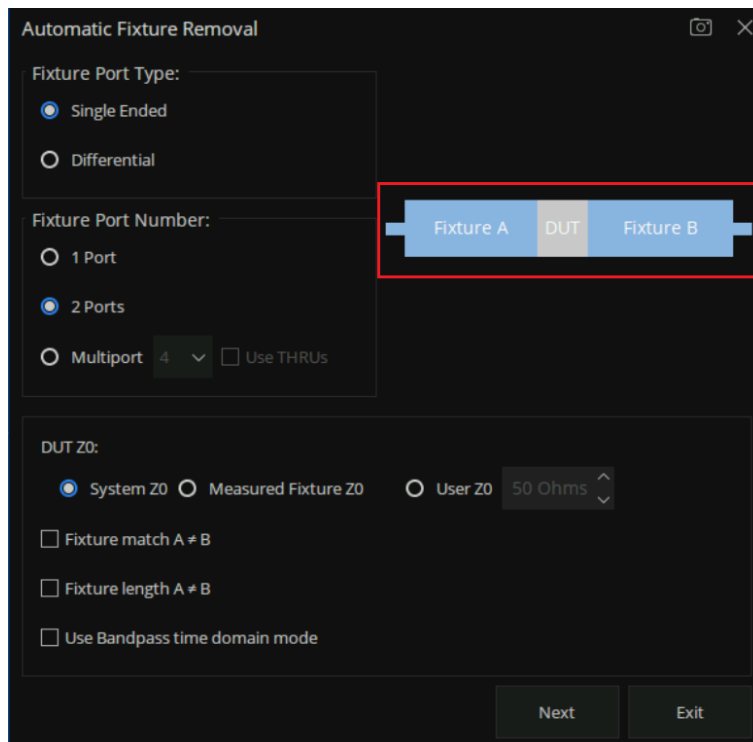 Automatic Fixture Removal
Fixture Port Type:
Single Ended
Differential
Fixture Port Number:
1 Port
2 Ports
Multiport 4 Use THRUs
Fixture A DUT Fixture B
DUT Z0:
System Z0 Measured Fixture Z0 User Z0 50 Ohms
Fixture match A ≠ B
Fixture length A ≠ B
Use Bandpass time domain mode
Next Exit